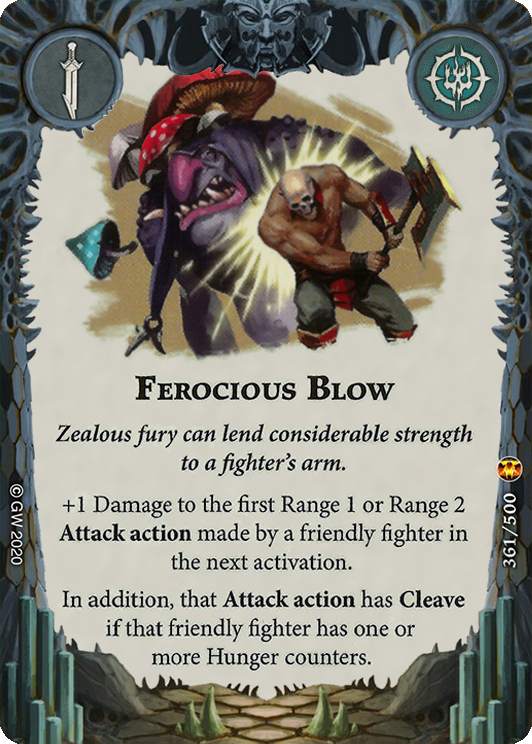 Ferocious Blow
Zealous fury can lend considerable strength
to a fighter's arm.
+1 Damage to the first Range 1 or Range 2
Attack action made by a friendly fighter in
the next activation.
In addition, that Attack action has Cleave
if that friendly fighter has one or
more Hunger counters.
© GW 2020
361/500